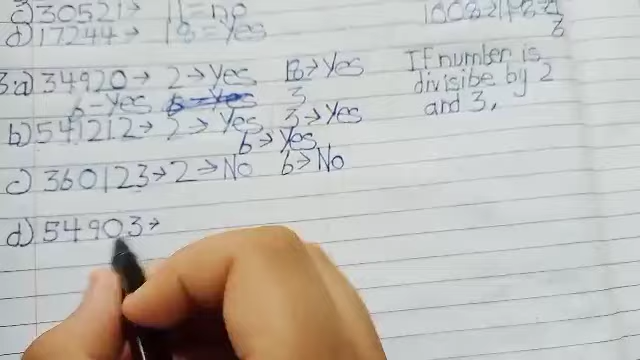 c) 30521→ 11=no
d) 17244→ 18=Yes
3.a) 34920→ 2→Yes 18→Yes
6-Yes 3
b) 541212→ 2→Yes 3→Yes
6→Yes
c) 360123→2→No 6→No
d) 54903→
If number is
divisibe by 2
and 3,